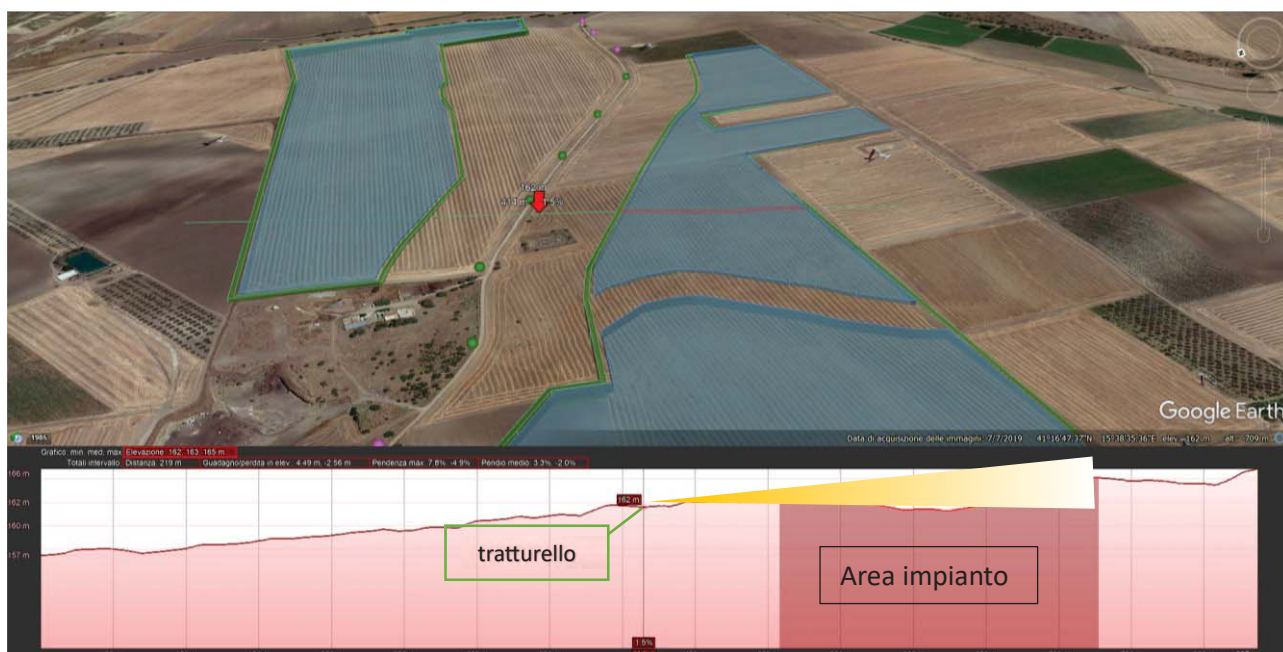 162 m
Google Earth
1985
Data di acquisizione delle immagini: 7/7/2019 41°16'47.37"N 15°38'35.36"E elev 162 m alt 709 m
Grafico: min, med, max Elevazione: 162, 163, 165 m
Totali intervallo: Distanza: 219 m Guadagno/perdita in elev.: 4.49 m, -2.56 m Pendenza max: 7.8%, -4.9% Pendio medio: 3.3%, -2.0%
166 m
162 m
162 m
160 m
157 m
tratturello
Area impianto
1.5%